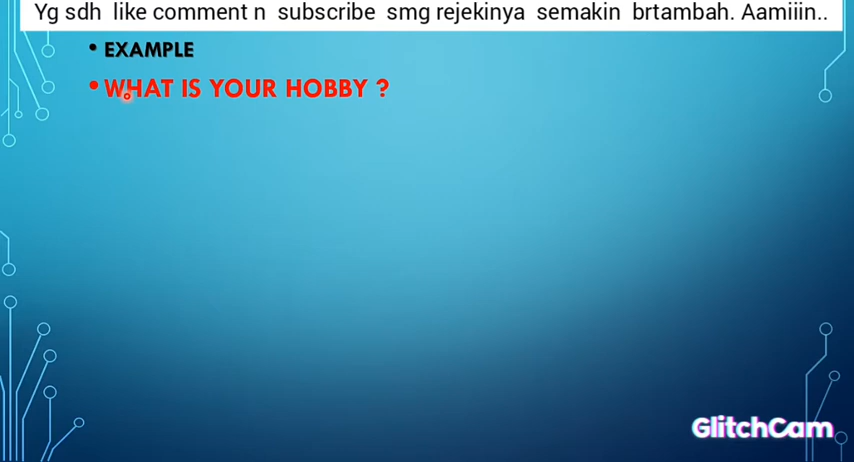 Yg sdh like comment n subscribe smg rejekinya semakin brtambah. Aamiiin..
• EXAMPLE
• WHAT IS YOUR HOBBY ?
GlitchCam